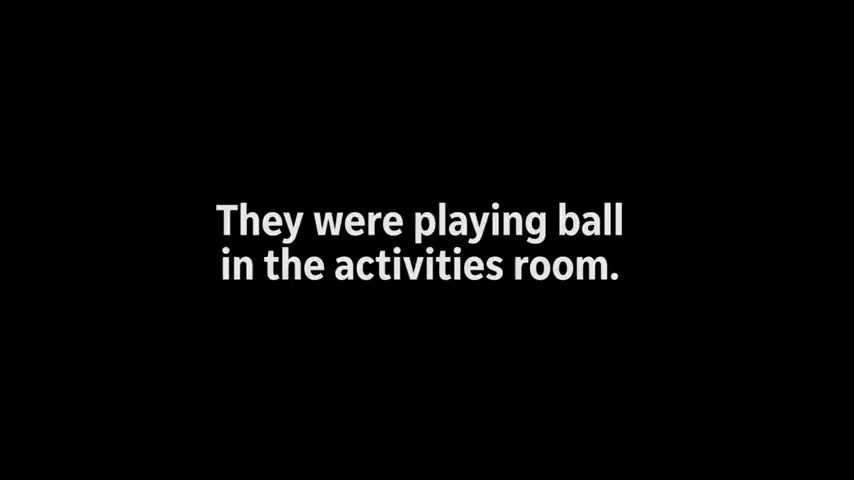 They were playing ball
in the activities room.